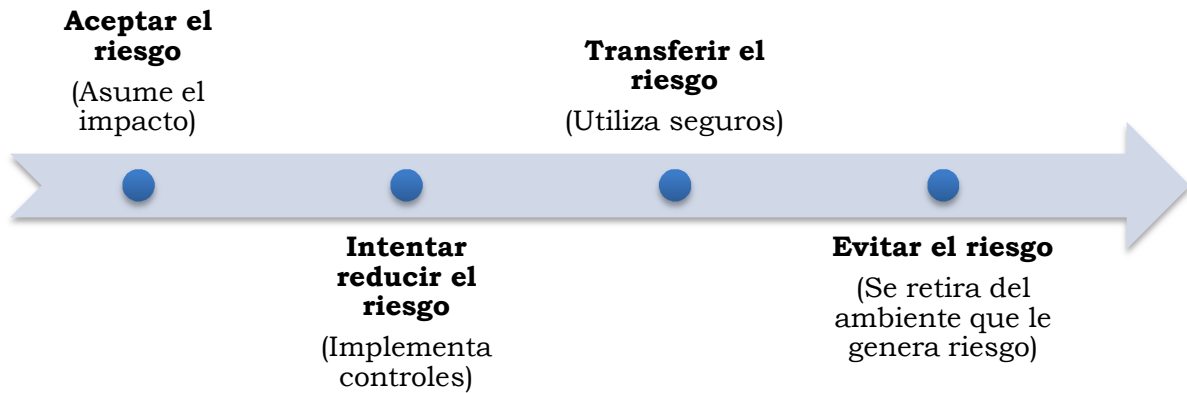 Aceptar el
riesgo
(Asume el
impacto)
Intentar
reducir el
riesgo
(Implementa
controles)
Transferir el
riesgo
(Utiliza seguros)
Evitar el riesgo
(Se retira del
ambiente que le
genera riesgo)